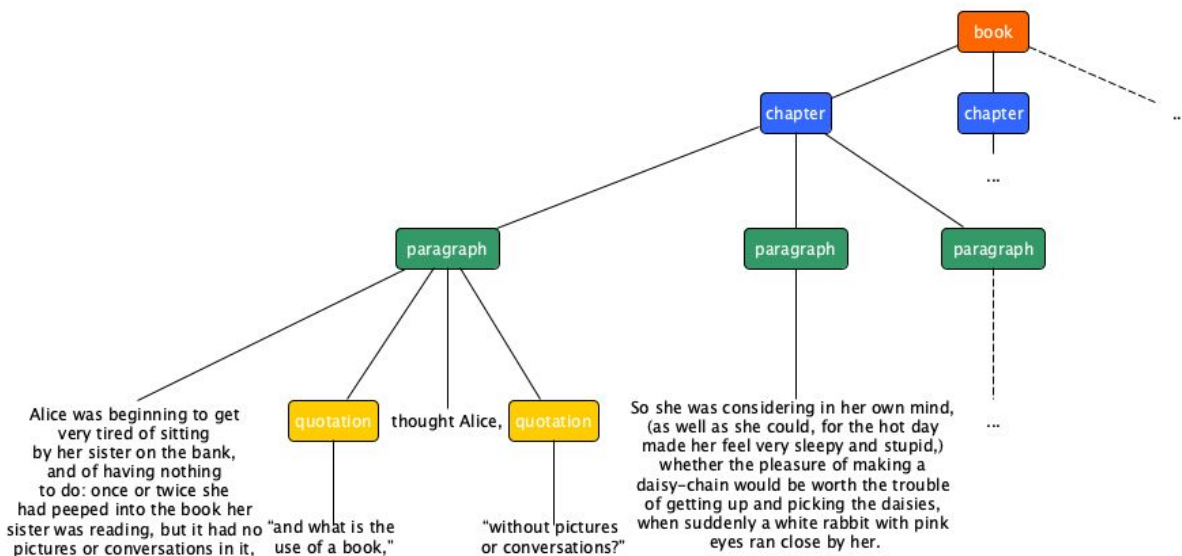 book
chapter
chapter
..
...
paragraph
paragraph
paragraph
Alice was beginning to get
very tired of sitting
by her sister on the bank,
and of having nothing
to do: once or twice she
had peeped into the book her
sister was reading, but it had no
pictures or conversations in it,
quotation
"and what is the
use of a book,"
thought Alice,
quotation
"without pictures
or conversations?"
So she was considering in her own mind,
(as well as she could, for the hot day
made her feel very sleepy and stupid,)
whether the pleasure of making a
daisy-chain would be worth the trouble
of getting up and picking the daisies,
when suddenly a white rabbit with pink
eyes ran close by her.
...